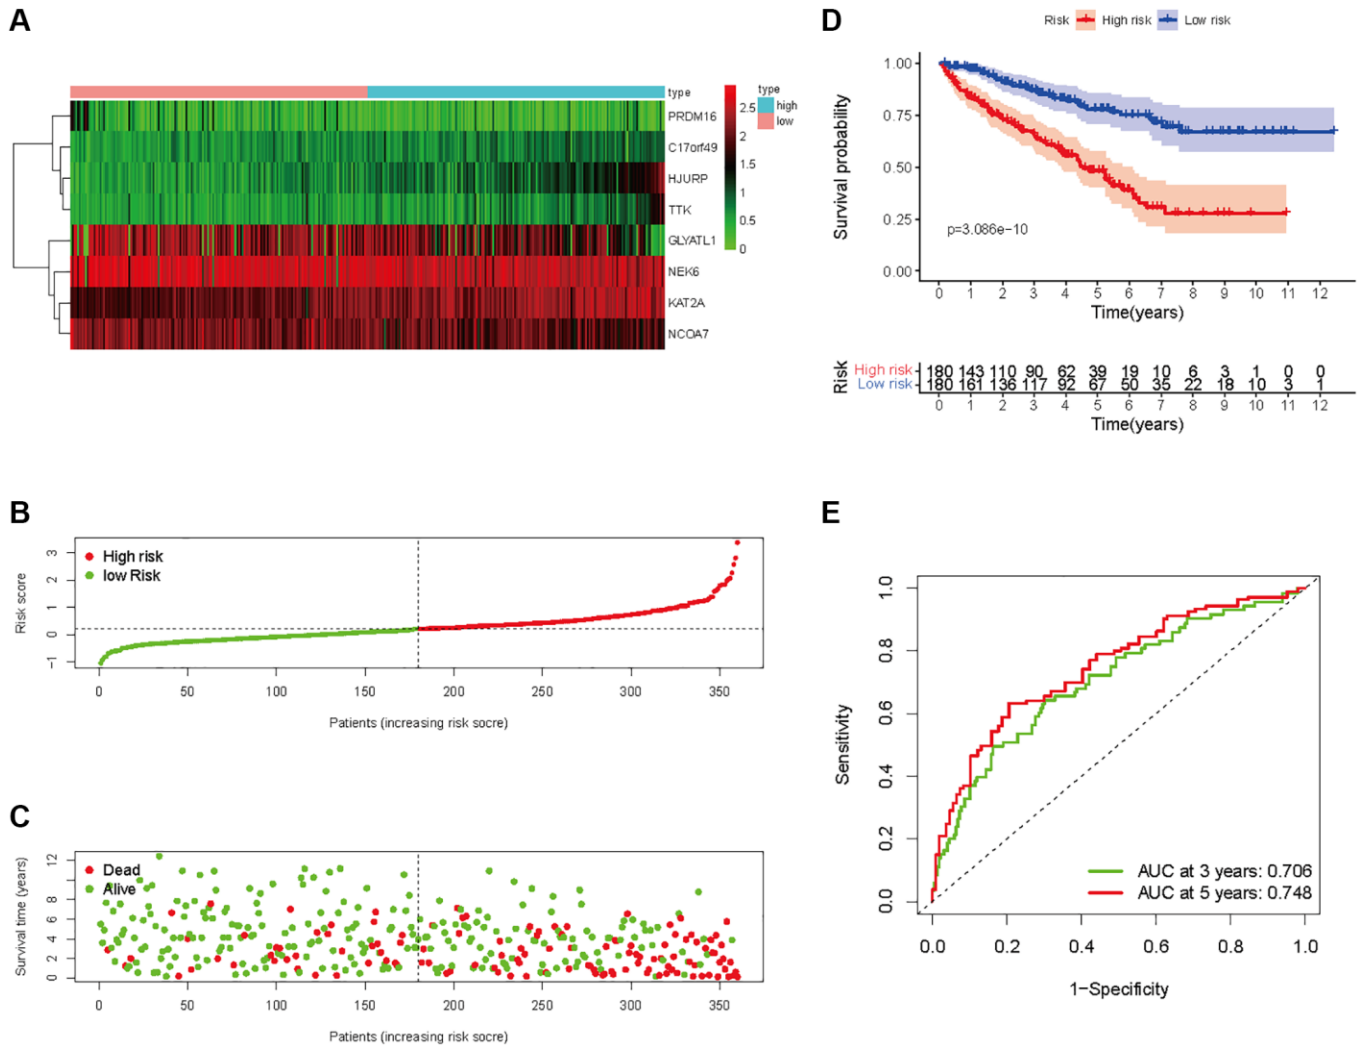 A
type
PRDM16
C17orf49
HJURP
TTK
GLYATL1
NEK6
KAT2A
NCOA7
2.5
2
1.5
1
0.5
0
type
high
low
D
Risk High risk Low risk
Survival probability
1.00
0.75
0.50
0.25
0.00
p=3.086e−10
0 1 2 3 4 5 6 7 8 9 10 11 12
Time(years)
Risk
High risk 180 143 110 90 62 39 19 10 6 3 1 0 0
Low risk 180 161 136 117 92 67 50 35 22 18 10 3 1
0 1 2 3 4 5 6 7 8 9 10 11 12
Time(years)
B
Risk score
3
2
1
0
−1
High risk
low Risk
0 50 100 150 200 250 300 350
Patients (increasing risk socre)
C
Survival time (years)
12
8
6
4
2
0
Dead
Alive
0 50 100 150 200 250 300 350
Patients (increasing risk socre)
E
Sensitivity
1.0
0.8
0.6
0.4
0.2
0.0
AUC at 3 years: 0.706
AUC at 5 years: 0.748
0.0 0.2 0.4 0.6 0.8 1.0
1−Specificity